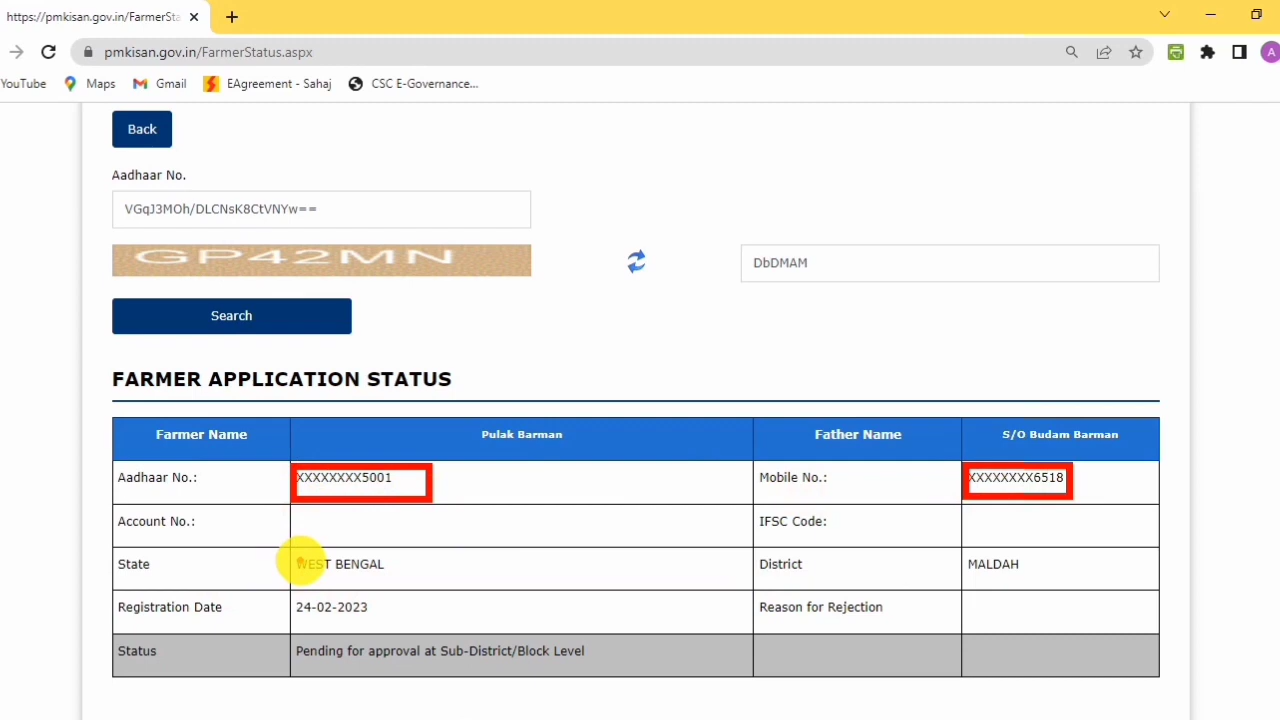 https://pmkisan.gov.in/FarmerSta
pmkisan.gov.in/FarmerStatus.aspx
A
YouTube Maps Gmail EAgreement - Sahaj CSC E-Governance...
Back
Aadhaar No.
VGqJ3MOh/DLCNsK8CtVNYw==
GP42MN
DbDMAM
Search
FARMER APPLICATION STATUS
Farmer Name Pulak Barman Father Name S/O Budam Barman
Aadhaar No.: XXXXXXXX5001 Mobile No.: XXXXXXXX6518
Account No.: IFSC Code:
State WEST BENGAL District MALDAH
Registration Date 24-02-2023 Reason for Rejection
Status Pending for approval at Sub-District/Block Level